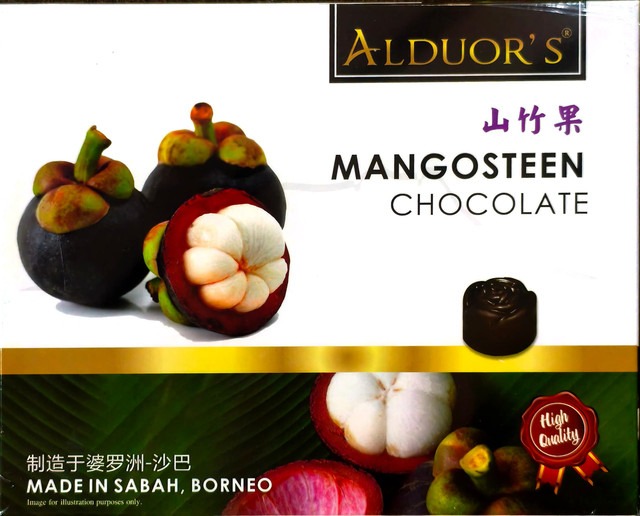 ALDUOR'S®
山竹果
MANGOSTEEN
CHOCOLATE
High
Quality
制造于婆罗洲-沙巴
MADE IN SABAH, BORNEO
Image for illustration purposes only.